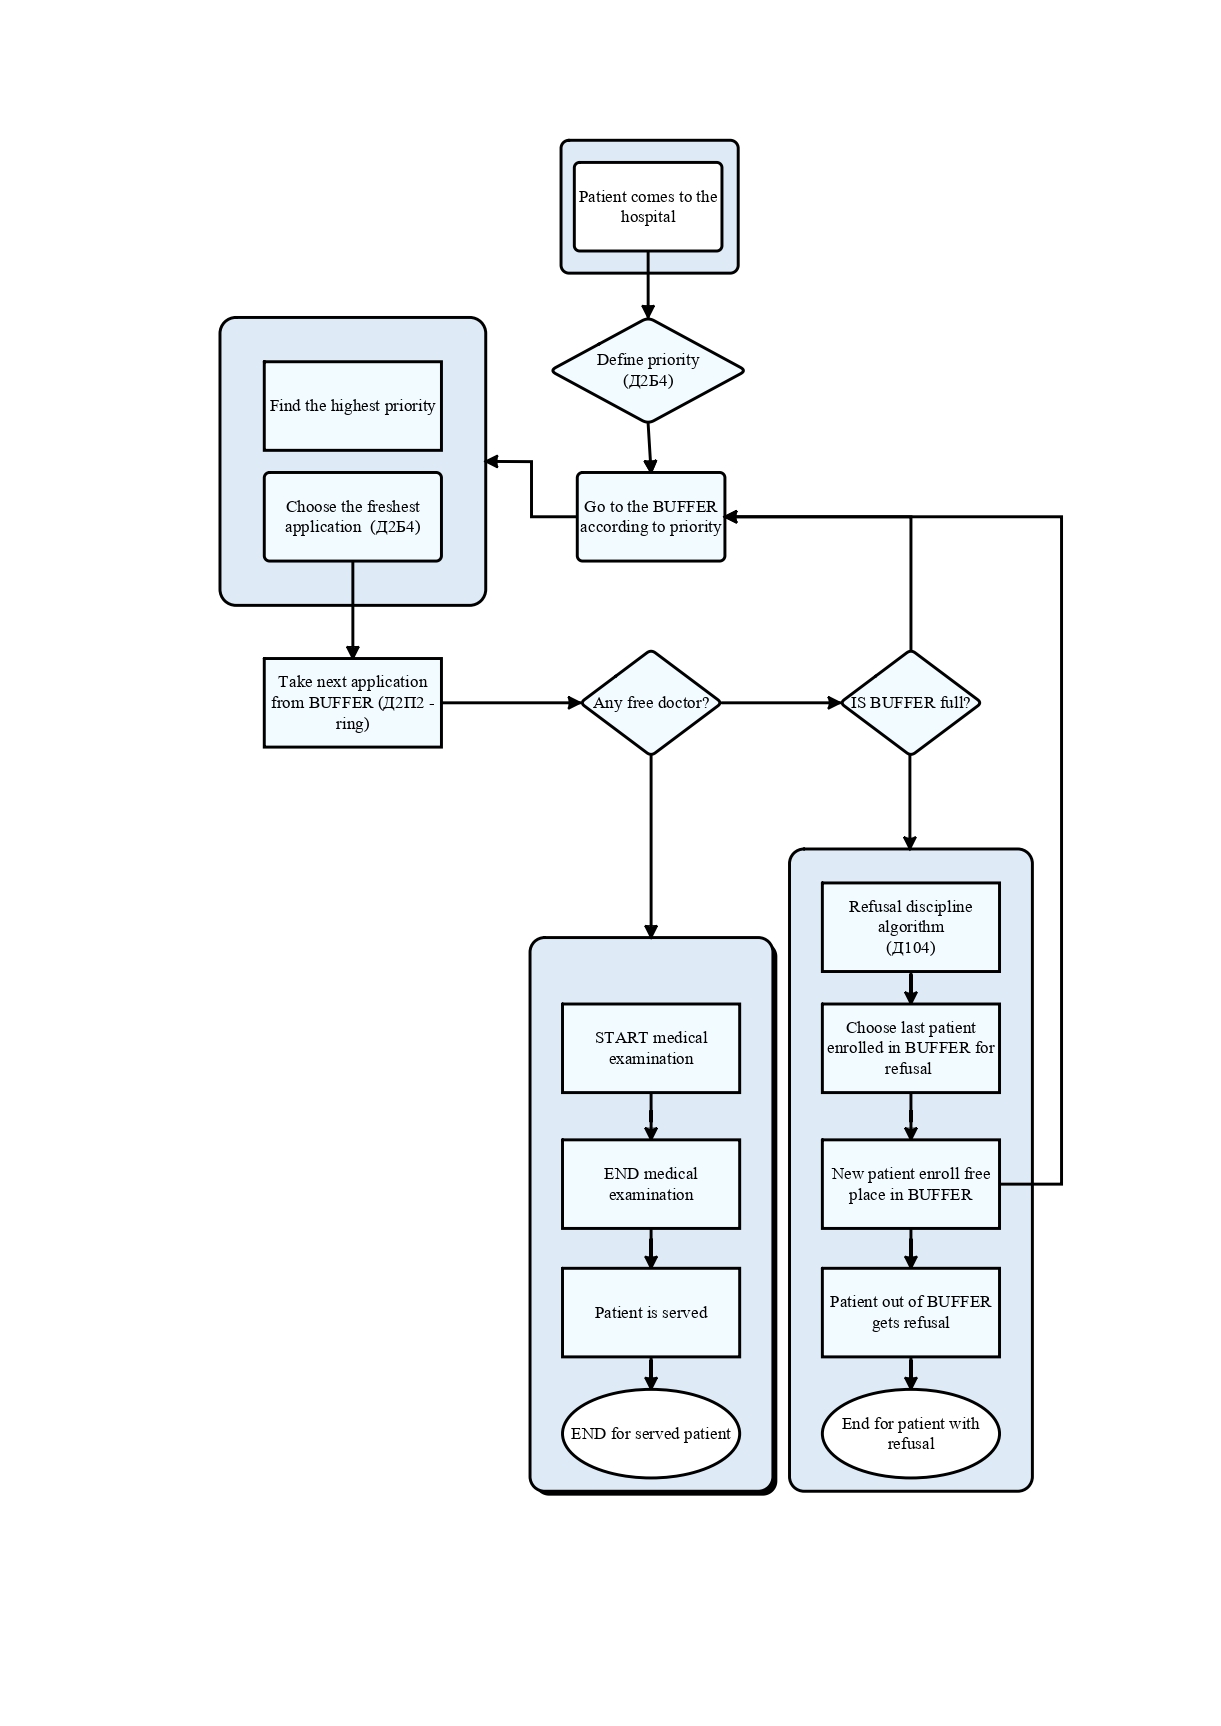 Patient comes to the
hospital
Define priority
(Д2Б4)
Find the highest priority
Choose the freshest
application  (Д2Б4)
Go to the BUFFER
according to priority
Take next application
from BUFFER (Д2П2 -
ring)
Any free doctor?
IS BUFFER full?
Refusal discipline
algorithm
(Д104)
Choose last patient
enrolled in BUFFER for
refusal
START medical
examination
New patient enroll free
place in BUFFER
END medical
examination
Patient out of BUFFER
gets refusal
Patient is served
End for patient with
refusal
END for served patient